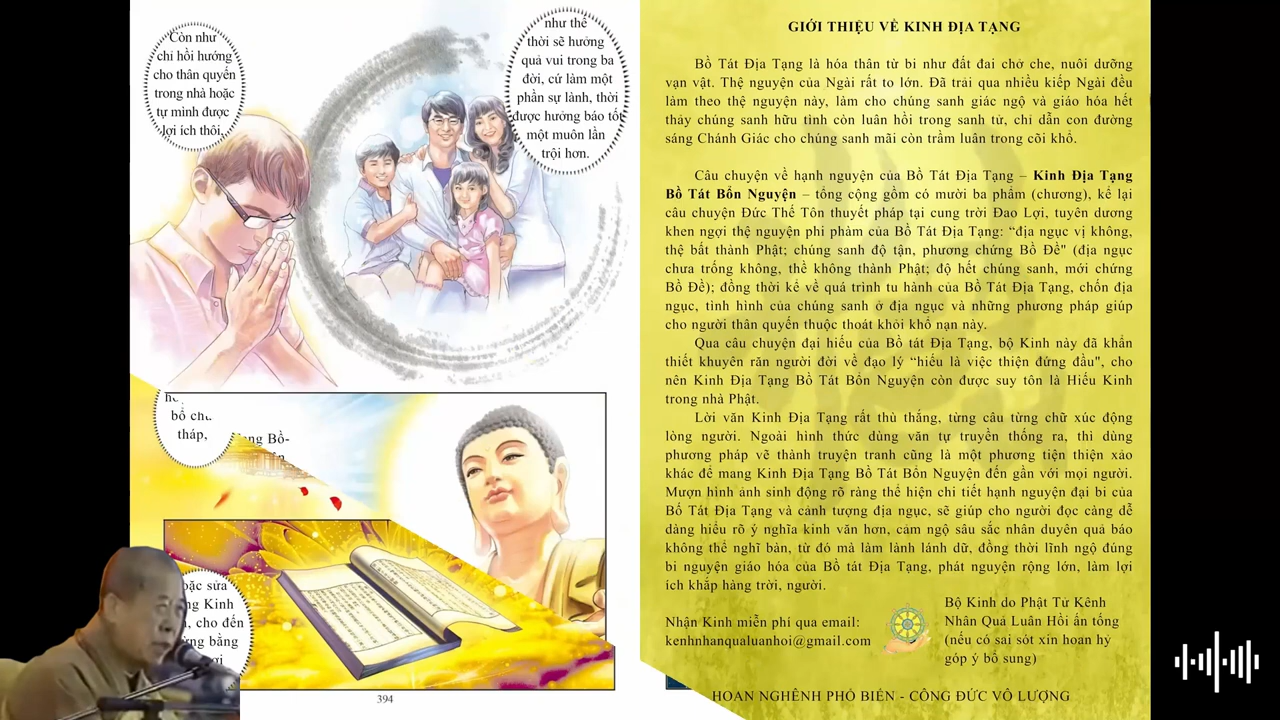 Còn như
chỉ hồi hướng
cho thân quyến
trong nhà hoặc
tự mình được
lợi ích thôi,
như thế
thời sẽ hưởng
quả vui trong ba
đời, cứ làm một
phần sự lành, thời
được hưởng báo tốt
một muôn lần
trội hơn.
tháp,
Bồ-
sửa
Kinh
cho đến
bằng
394
GIỚI THIỆU VỀ KINH ĐỊA TẠNG
Bồ Tát Địa Tạng là hóa thân từ bi như đất đai chở che, nuôi dưỡng
vạn vật. Thệ nguyện của Ngài rất to lớn. Đã trải qua nhiều kiếp Ngài đều
làm theo thệ nguyện này, làm cho chúng sanh giác ngộ và giáo hóa hết
thảy chúng sanh hữu tình còn luân hồi trong sanh tử, chỉ dẫn con đường
sáng Chánh Giác cho chúng sanh mãi còn trầm luân trong cõi khổ.
Câu chuyện về hạnh nguyện của Bồ Tát Địa Tạng – Kinh Địa Tạng
Bồ Tát Bổn Nguyện – tổng cộng gồm có mười ba phẩm (chương), kể lại
câu chuyện Đức Thế Tôn thuyết pháp tại cung trời Đao Lợi, tuyên dương
khen ngợi thệ nguyện phi phàm của Bồ Tát Địa Tạng: “địa ngục vị không,
thệ bất thành Phật; chúng sanh độ tận, phương chứng Bồ Đề" (địa ngục
chưa trống không, thề không thành Phật; độ hết chúng sanh, mới chứng
Bồ Đề); đồng thời kể về quá trình tu hành của Bồ Tát Địa Tạng, chốn địa
ngục, tình hình của chúng sanh ở địa ngục và những phương pháp giúp
cho người thân quyến thuộc thoát khỏi khổ nạn này.
Qua câu chuyện đại hiếu của Bồ tát Địa Tạng, bộ Kinh này đã khẩn
thiết khuyên răn người đời về đạo lý “hiếu là việc thiện đứng đầu", cho
nên Kinh Địa Tạng Bồ Tát Bổn Nguyện còn được suy tôn là Hiếu Kinh
trong nhà Phật.
Lời văn Kinh Địa Tạng rất thù thắng, từng câu từng chữ xúc động
lòng người. Ngoài hình thức dùng văn tự truyền thống ra, thì dùng
phương pháp vẽ thành truyện tranh cũng là một phương tiện thiện xảo
khác để mang Kinh Địa Tạng Bồ Tát Bổn Nguyện đến gần với mọi người.
Mượn hình ảnh sinh động rõ ràng thể hiện chi tiết hạnh nguyện đại bi của
Bồ Tát Địa Tạng và cảnh tượng địa ngục, sẽ giúp cho người đọc càng dễ
dàng hiểu rõ ý nghĩa kinh văn hơn, cảm ngộ sâu sắc nhân duyên quả báo
không thể nghĩ bàn, từ đó mà làm lành lánh dữ, đồng thời lĩnh ngộ đúng
bi nguyện giáo hóa của Bồ tát Địa Tạng, phát nguyện rộng lớn, làm lợi
ích khắp hàng trời, người.
Nhận Kinh miễn phí qua email:
kenhnhanqualuanhoi@gmail.com
Bộ Kinh do Phật Tử Kênh
Nhân Quả Luân Hồi ấn tống
(nếu có sai sót xin hoan hỷ
góp ý bổ sung)
HOAN NGHÊNH PHỔ BIẾN - CÔNG ĐỨC VÔ LƯỢNG